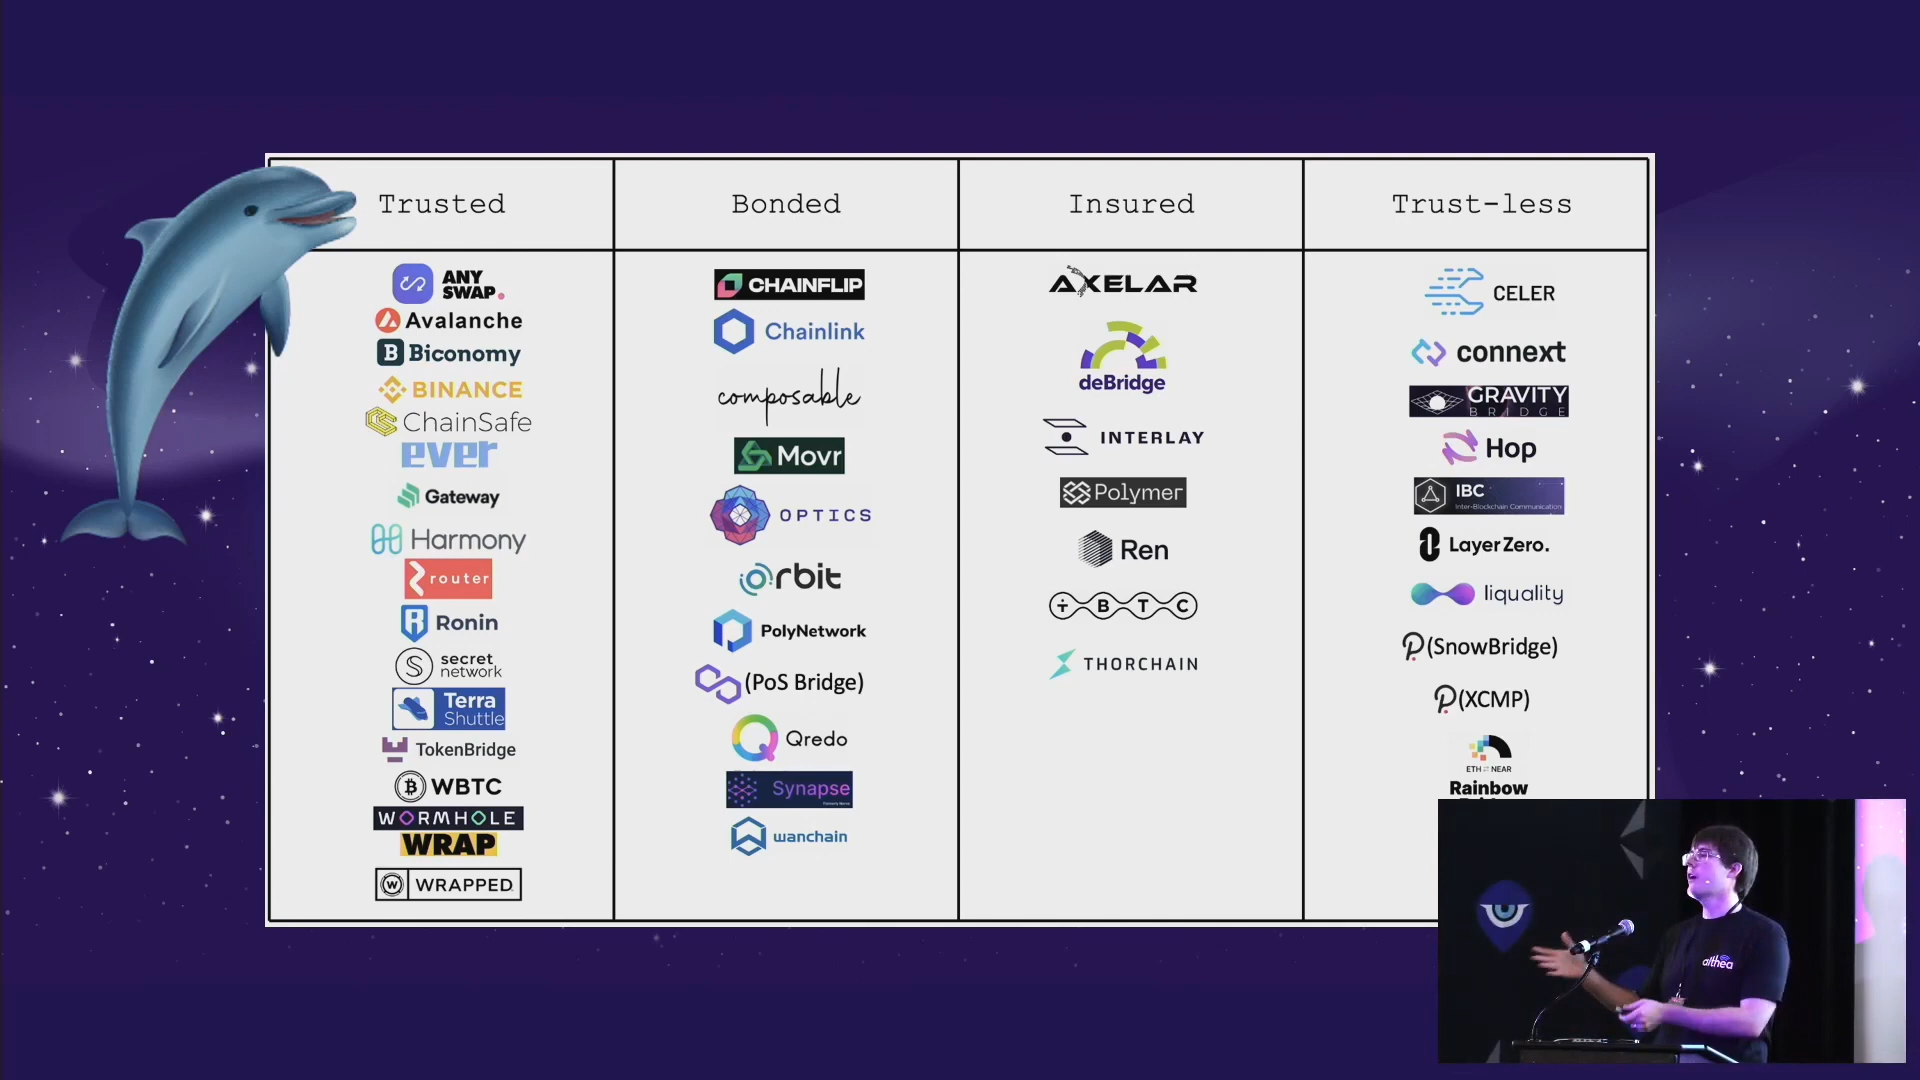 Trusted
Bonded
Insured
Trust-less
ANY
SWAP.
Avalanche
Biconomy
BINANCE
ChainSafe
ever
Gateway
Harmony
router
Ronin
secret
network
Terra
Shuttle
TokenBridge
WBTC
WORMHOLE
WRAP
W WRAPPED
CHAINFLIP
Chainlink
composable
Movr
OPTICS
orbit
PolyNetwork
(PoS Bridge)
Qredo
Synapse
wanchain
AXELAR
deBridge
INTERLAY
Polymer
Ren
TBTC
THORCHAIN
CELER
connext
GRAVITY
BRIDGE
Hop
IBC
Inter-Blockchain Communication
LayerZero.
liquality
(SnowBridge)
(XCMP)
ETH NEAR
Rainbow
althea